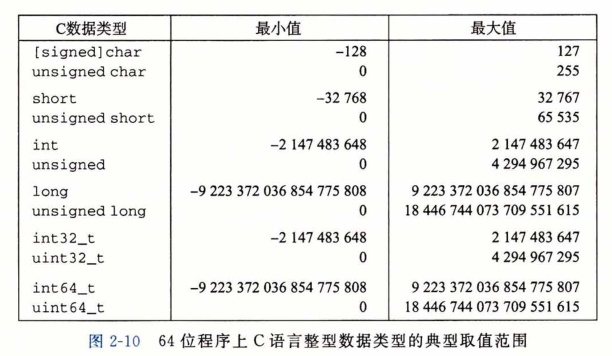 C数据类型 最小值 最大值
[signed]char -128 127
unsigned char 0 255
short -32 768 32 767
unsigned short 0 65 535
int -2 147 483 648 2 147 483 647
unsigned 0 4 294 967 295
long -9 223 372 036 854 775 808 9 223 372 036 854 775 807
unsigned long 0 18 446 744 073 709 551 615
int32_t -2 147 483 648 2 147 483 647
uint32_t 0 4 294 967 295
int64_t -9 223 372 036 854 775 808 9 223 372 036 854 775 807
uint64_t 0 18 446 744 073 709 551 615
图 2-10 64 位程序上 C 语言整型数据类型的典型取值范围